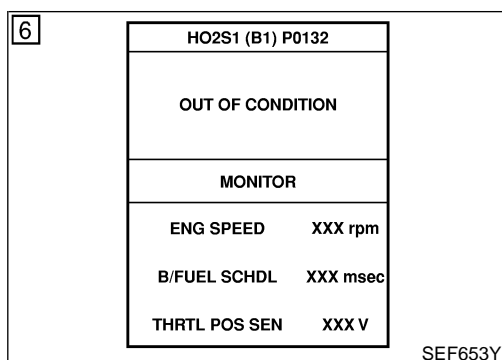 6
HO2S1 (B1) P0132
OUT OF CONDITION
MONITOR
ENG SPEED XXX rpm
B/FUEL SCHDL XXX msec
THRTL POS SEN XXX V
SEF653Y